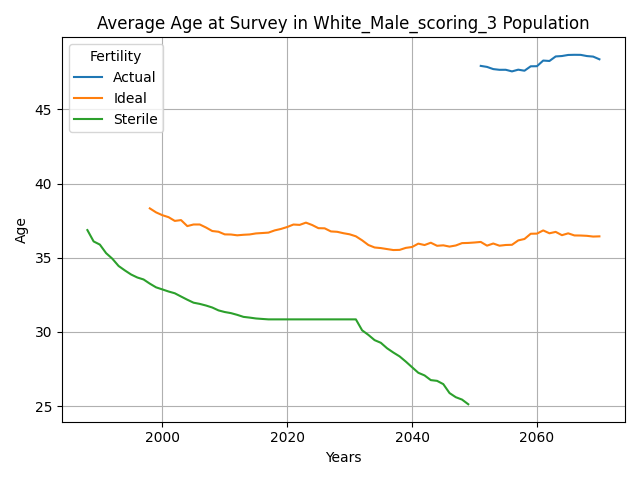 Average Age at Survey in White_Male_scoring_3 Population
Fertility
Actual
Ideal
Sterile
45
40
35
30
25
Age
2000
2020
2040
2060
Years